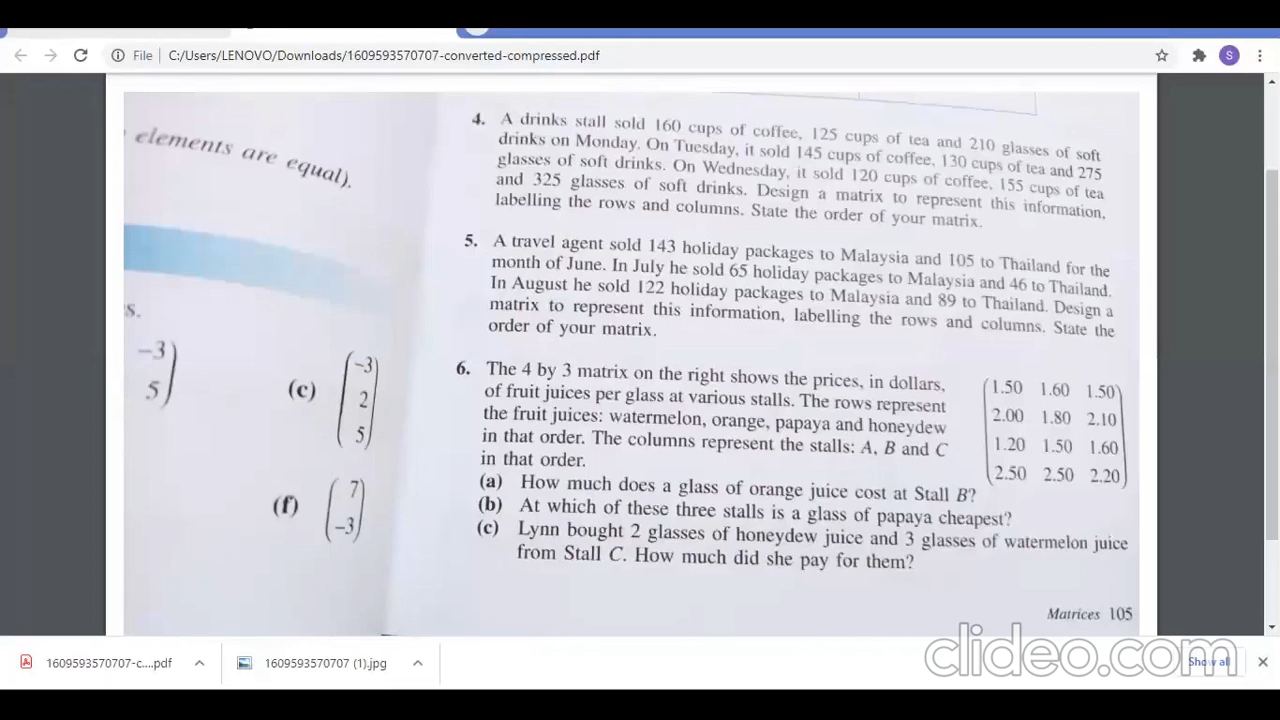 File C:/Users/LENOVO/Downloads/1609593570707-converted-compressed.pdf
S
elements are equal).
s.
-3
5
(c)
-3
2
5
(f)
7
-3
4. A drinks stall sold 160 cups of coffee, 125 cups of tea and 210 glasses of soft
drinks on Monday. On Tuesday, it sold 145 cups of coffee, 130 cups of tea and 275
glasses of soft drinks. On Wednesday, it sold 120 cups of coffee, 155 cups of tea
and 325 glasses of soft drinks. Design a matrix to represent this information,
labelling the rows and columns. State the order of your matrix.
5. A travel agent sold 143 holiday packages to Malaysia and 105 to Thailand for the
month of June. In July he sold 65 holiday packages to Malaysia and 46 to Thailand.
In August he sold 122 holiday packages to Malaysia and 89 to Thailand. Design a
matrix to represent this information, labelling the rows and columns. State the
order of your matrix.
6. The 4 by 3 matrix on the right shows the prices, in dollars,
of fruit juices per glass at various stalls. The rows represent
the fruit juices: watermelon, orange, papaya and honeydew
in that order. The columns represent the stalls: A, B and C
in that order.
1.50 1.60 1.50
2.00 1.80 2.10
1.20 1.50 1.60
2.50 2.50 2.20
(a) How much does a glass of orange juice cost at Stall B?
(b) At which of these three stalls is a glass of papaya cheapest?
(c) Lynn bought 2 glasses of honeydew juice and 3 glasses of watermelon juice
from Stall C. How much did she pay for them?
Matrices 105
1609593570707-c....pdf
1609593570707 (1).jpg
Show all
clideo.com